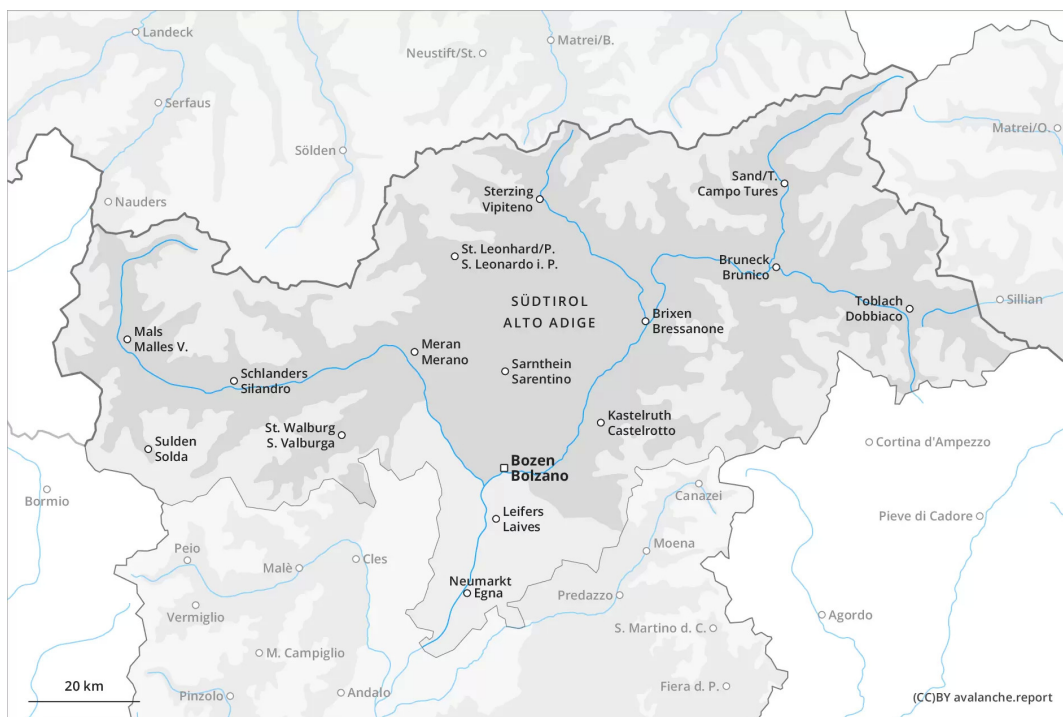 Landeck
Matrei/B.
Neustift/St.
Serfaus
Matrei/O.
Sölden
Sand/T.
Campo Tures
Sterzing
Vipiteno
Nauders
St. Leonhard/P.
S. Leonardo i. P.
Bruneck
Brunico
SÜDTIROL
ALTO ADIGE
Toblach
Dobbiaco
Sillian
Brixen
Bressanone
Mals
Malles V.
Meran
Merano
Schlanders
Silandro
Sarnthein
Sarentino
Kastelruth
Castelrotto
St. Walburg
S. Valburga
Sulden
Solda
Cortina d'Ampezzo
Bozen
Bolzano
Bormio
Canazei
Leifers
Laives
Pieve di Cadore
Peio
Moena
Malè
Cles
Neumarkt
Egna
Predazzo
Vermiglio
Agordo
S. Martino d. C.
M. Campiglio
20 km
Pinzolo
Andalo
Fiera d. P.
(CC)BY avalanche.report